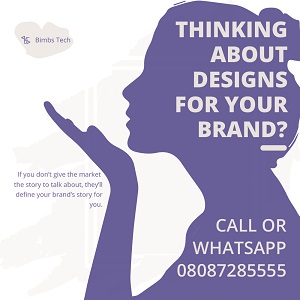 Bimbs Tech
THINKING
ABOUT
DESIGNS
FOR YOUR
BRAND?
If you don't give the market
the story to talk about, they'll
define your brand's story for
you.
CALL OR
WHATSAPP
08087285555